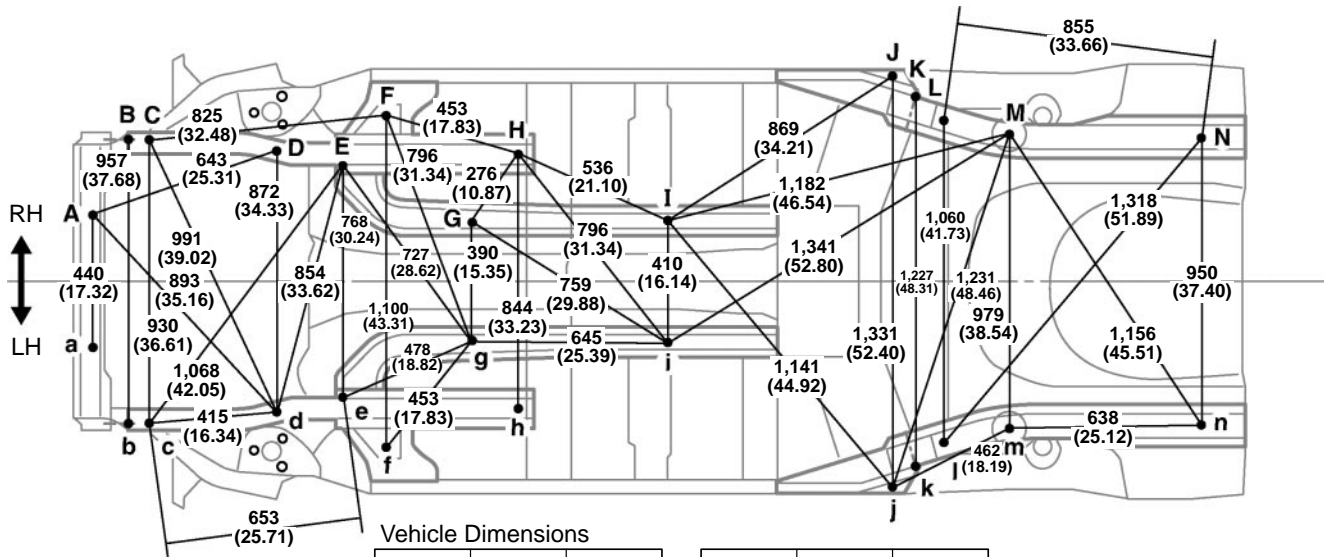 855
(33.66)
J
K
L
B
C
825
(32.48)
F
453
(17.83)
M
N
957
(37.68)
643
(25.31)
D
E
796
(31.34)
H
869
(34.21)
872
(34.33)
276
(10.87)
536
(21.10)
1,182
(46.54)
1,318
(51.89)
RH
A
768
(30.24)
G
I
1,060
(41.73)
991
(39.02)
727
(28.62)
390
(15.35)
796
(31.34)
1,341
(52.80)
440
(17.32)
893
(35.16)
854
(33.62)
759
(29.88)
410
(16.14)
1,227
(48.31)
1,231
(48.46)
950
(37.40)
LH
a
930
(36.61)
1,100
(43.31)
844
(33.23)
645
(25.39)
1,331
(52.40)
979
(38.54)
1,156
(45.51)
1,068
(42.05)
478
(18.82)
g
i
1,141
(44.92)
415
(16.34)
d
e
453
(17.83)
h
638
(25.12)
n
b
c
f
462
(18.19)
l
m
k
j
653
(25.71)
Vehicle Dimensions